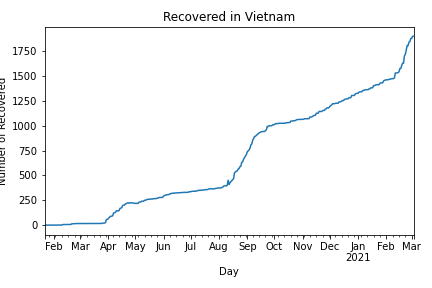 Recovered in Vietnam
Number of Recovered
1750
1500
1250
1000
750
500
250
0
Feb Mar Apr May Jun Jul Aug Sep Oct Nov Dec Jan Feb Mar
2021
Day